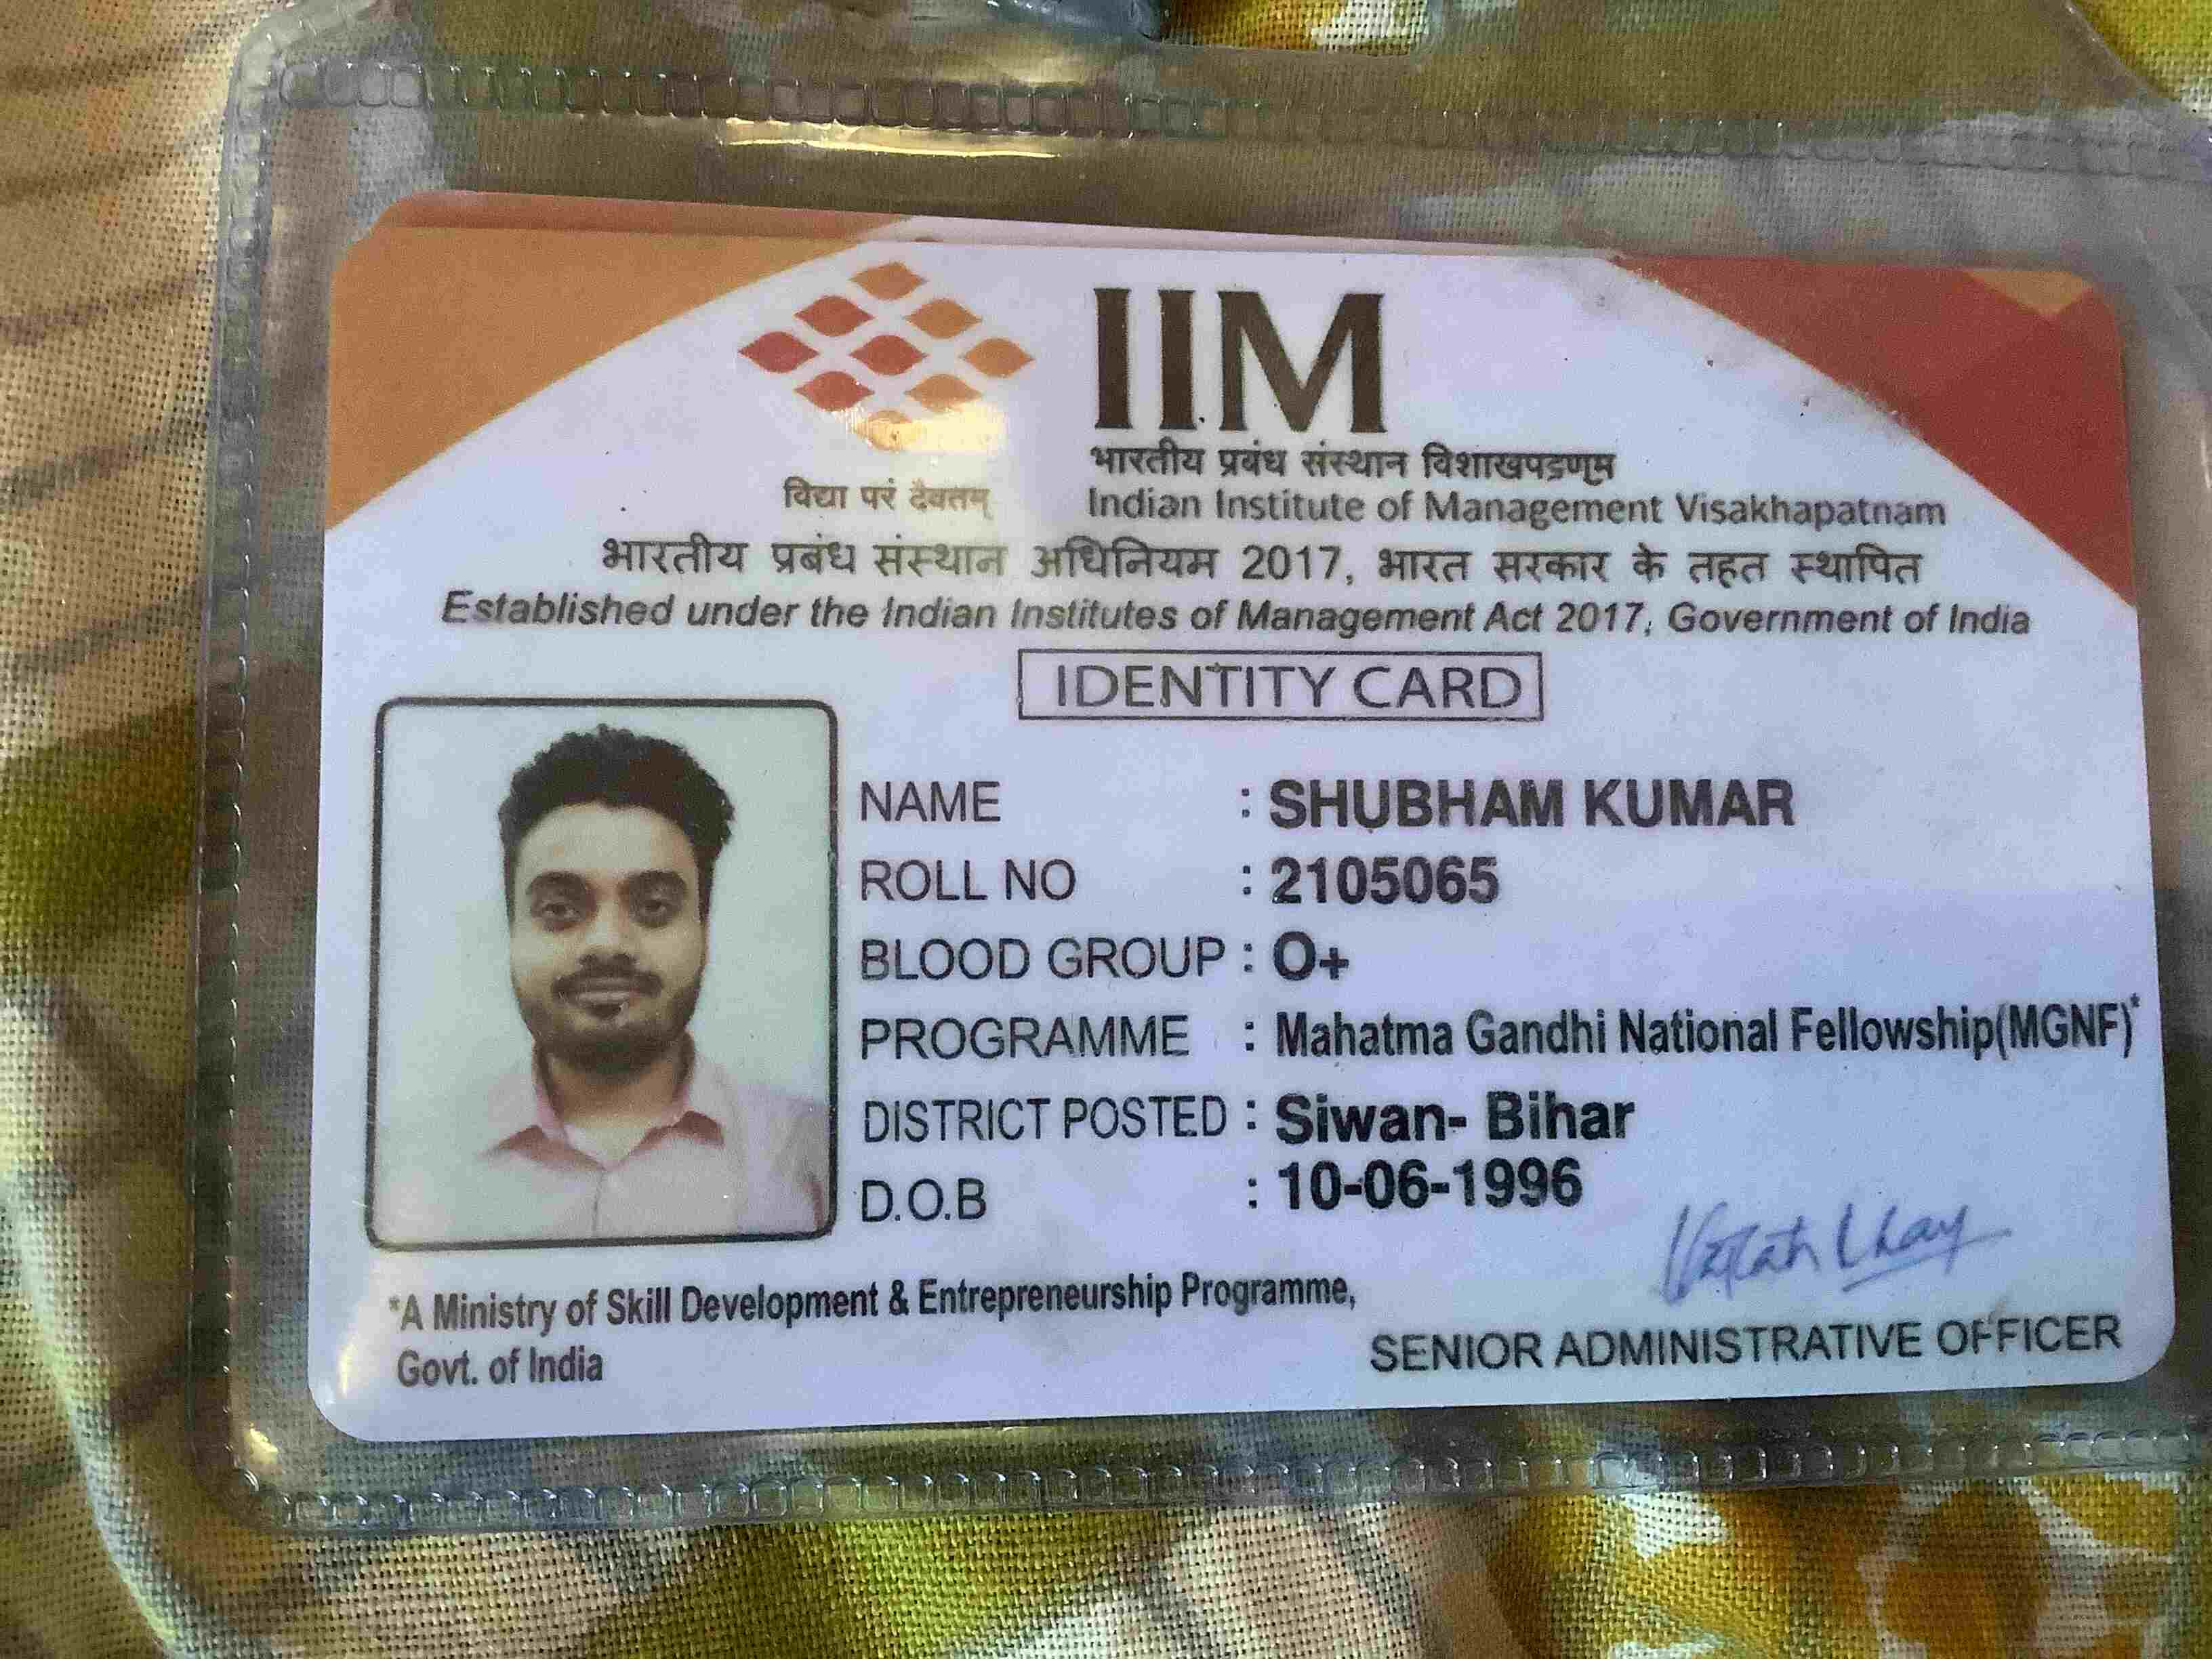 IIM
भारतीय प्रबंध संस्थान विशाखपट्टणम
विद्या परं दैवतम्
Indian Institute of Management Visakhapatnam
भारतीय प्रबंध संस्थान अधिनियम 2017, भारत सरकार के तहत स्थापित
Established under the Indian Institutes of Management Act 2017, Government of India
IDENTITY CARD
NAME : SHUBHAM KUMAR
ROLL NO : 2105065
BLOOD GROUP : O+
PROGRAMME : Mahatma Gandhi National Fellowship(MGNF)*
DISTRICT POSTED : Siwan- Bihar
D.O.B : 10-06-1996
*A Ministry of Skill Development & Entrepreneurship Programme,
Govt. of India
SENIOR ADMINISTRATIVE OFFICER